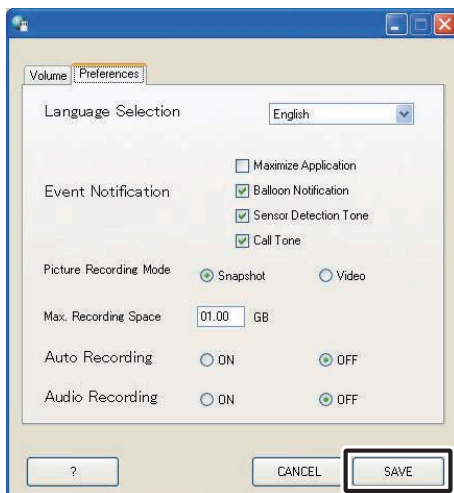 Volume Preferences
Language Selection English
Maximize Application
Event Notification Balloon Notification
Sensor Detection Tone
Call Tone
Picture Recording Mode Snapshot Video
Max. Recording Space 01.00 GB
Auto Recording ON OFF
Audio Recording ON OFF
? CANCEL SAVE